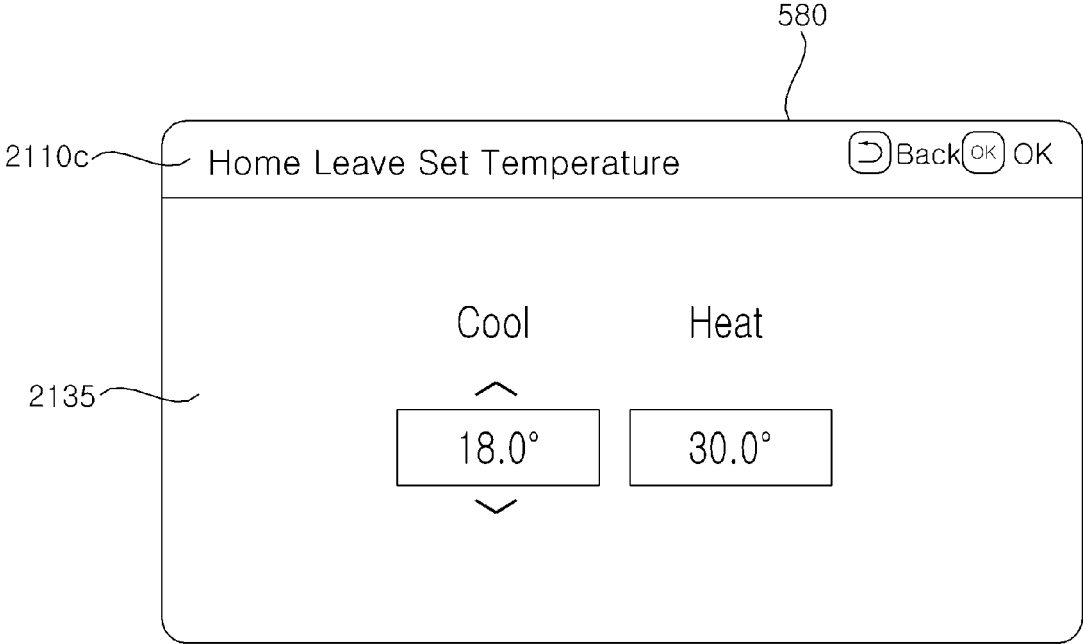 580
2110c
Home Leave Set Temperature Back OK OK
Cool Heat
2135
18.0° 30.0°